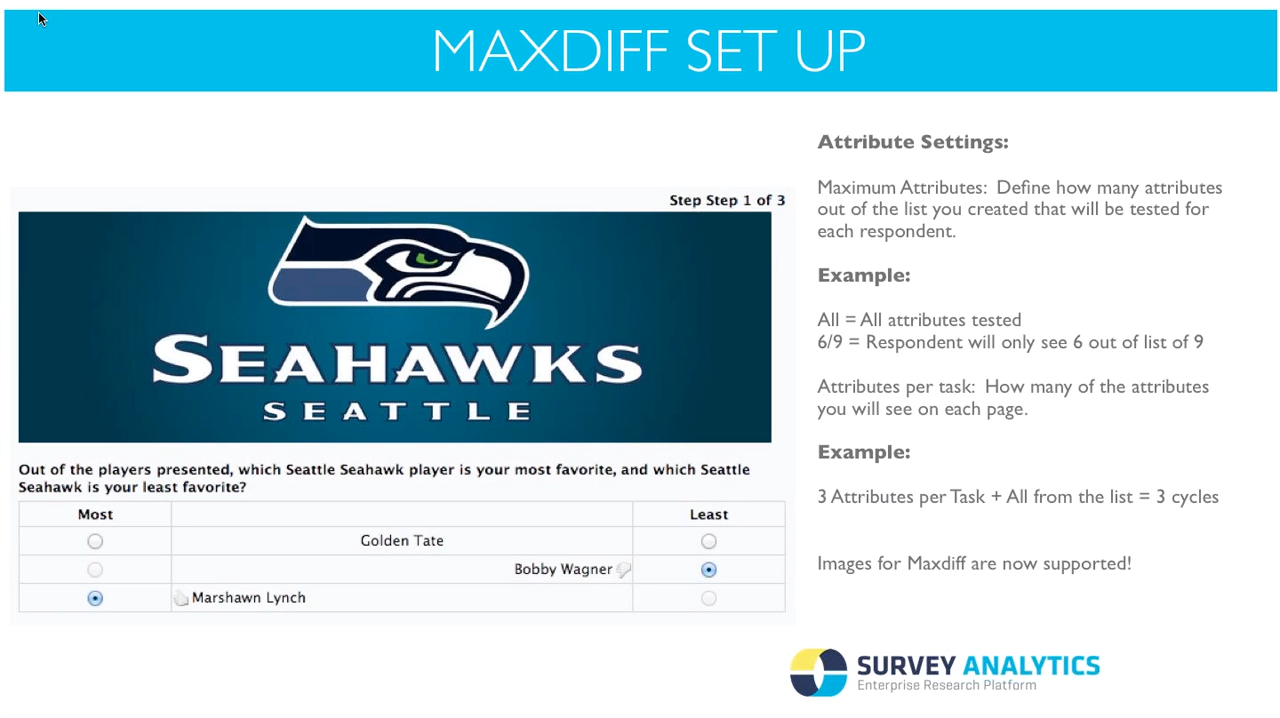 MAXDIFF SET UP
Step Step 1 of 3
SEAHAWKS
SEATTLE
Out of the players presented, which Seattle Seahawk player is your most favorite, and which Seattle
Seahawk is your least favorite?
Most Least
Golden Tate
Bobby Wagner
Marshawn Lynch
Attribute Settings:
Maximum Attributes: Define how many attributes
out of the list you created that will be tested for
each respondent.
Example:
All = All attributes tested
6/9 = Respondent will only see 6 out of list of 9
Attributes per task: How many of the attributes
you will see on each page.
Example:
3 Attributes per Task + All from the list = 3 cycles
Images for Maxdiff are now supported!
SURVEY ANALYTICS
Enterprise Research Platform